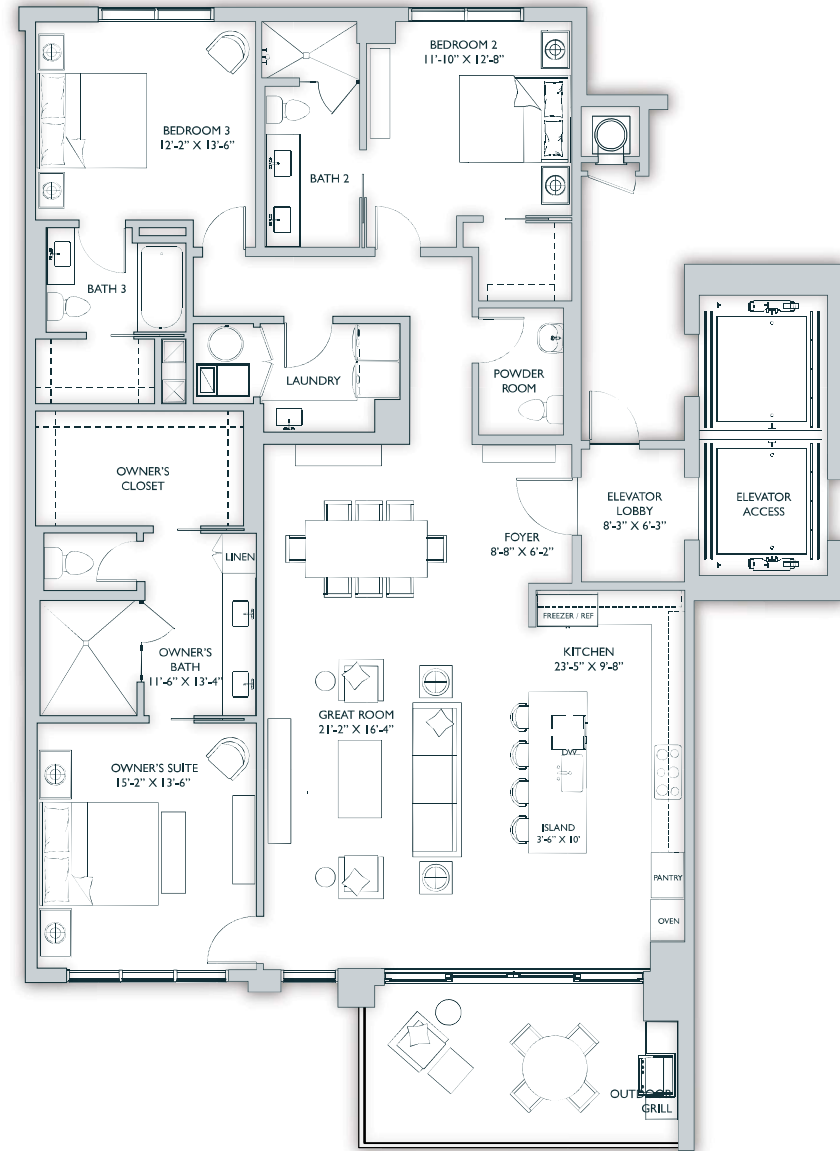 BEDROOM 2
11'-10" X 12'-8"
BEDROOM 3
12'-2" X 13'-6"
BATH 2
BATH 3
LAUNDRY
POWDER
ROOM
OWNER'S
CLOSET
ELEVATOR
LOBBY
8'-3" X 6'-3"
ELEVATOR
ACCESS
FOYER
8'-8" X 6'-2"
LINEN
FREEZER / REF
KITCHEN
23'-5" X 9'-8"
OWNER'S
BATH
11'-6" X 13'-4"
GREAT ROOM
21'-2" X 16'-4"
DW
OWNER'S SUITE
15'-2" X 13'-6"
ISLAND
3'-6" X 10'
PANTRY
OVEN
OUTDOOR
GRILL